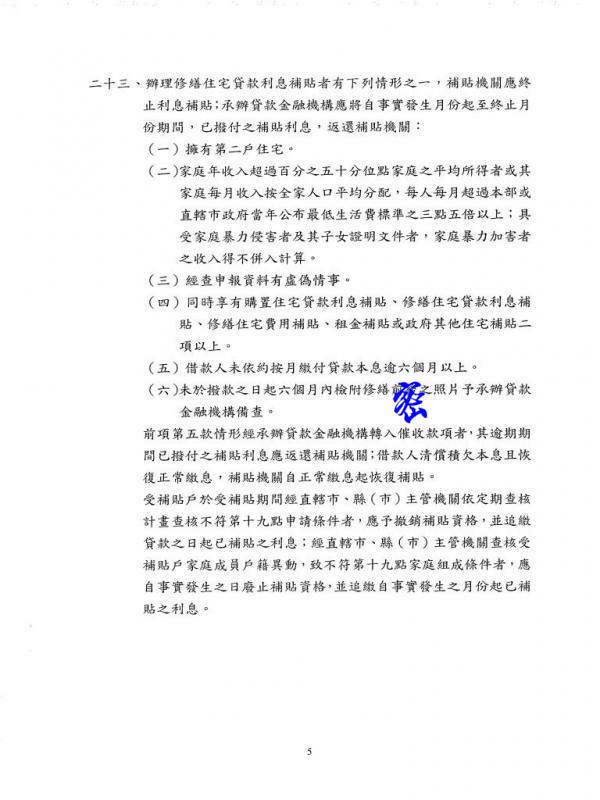 二十三、辦理修繕住宅貸款利息補貼者有下列情形之一，補貼機關應終
止利息補貼；承辦貸款金融機構應將自事實發生月份起至終止月
份期間，已撥付之補貼利息，返還補貼機關：
（一）擁有第二戶住宅。
（二）家庭年收入超過百分之五十分位點家庭之平均所得者或其
家庭每月收入按全家人口平均分配，每人每月超過本部或
直轄市政府當年公布最低生活費標準之三點五倍以上；具
受家庭暴力侵害者及其子女證明文件者，家庭暴力加害者
之收入得不併入計算。
（三）經查申報資料有虛偽情事。
（四）同時享有購置住宅貸款利息補貼、修繕住宅貸款利息補
貼、修繕住宅費用補貼、租金補貼或政府其他住宅補貼二
項以上。
（五）借款人未依約按月繳付貸款本息逾六個月以上。
（六）未於撥款之日起六個月內檢附修繕前之照片予承辦貸款
金融機構備查。
前項第五款情形經承辦貸款金融機構轉入催收款項者，其逾期期
間已撥付之補貼利息應返還補貼機關；借款人清償積欠本息且恢
復正常繳息，補貼機關自正常繳息起恢復補貼。
受補貼戶於受補貼期間經直轄市、縣（市）主管機關依定期查核
計畫查核不符第十九點申請條件者，應予撤銷補貼資格，並追繳
貸款之日起已補貼之利息；經直轄市、縣（市）主管機關查核受
補貼戶家庭成員戶籍異動，致不符第十九點家庭組成條件者，應
自事實發生之日廢止補貼資格，並追繳自事實發生之月份起已補
貼之利息。
5